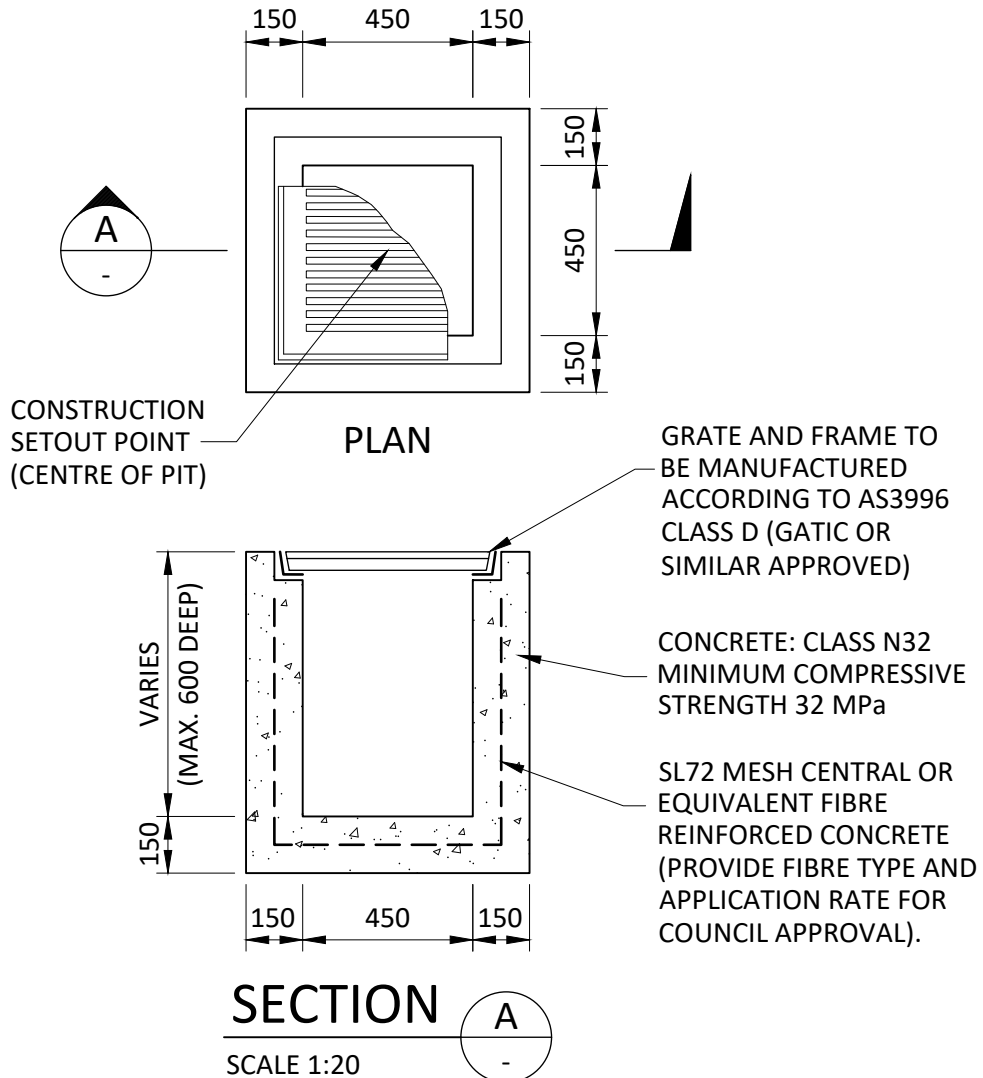 150
450
150
150
450
150
A
-
CONSTRUCTION
SETOUT POINT
(CENTRE OF PIT)
PLAN
GRATE AND FRAME TO
BE MANUFACTURED
ACCORDING TO AS3996
CLASS D (GATIC OR
SIMILAR APPROVED)
VARIES
(MAX. 600 DEEP)
150
CONCRETE: CLASS N32
MINIMUM COMPRESSIVE
STRENGTH 32 MPa
SL72 MESH CENTRAL OR
EQUIVALENT FIBRE
REINFORCED CONCRETE
(PROVIDE FIBRE TYPE AND
APPLICATION RATE FOR
COUNCIL APPROVAL).
150
450
150
SECTION
A
-
SCALE 1:20